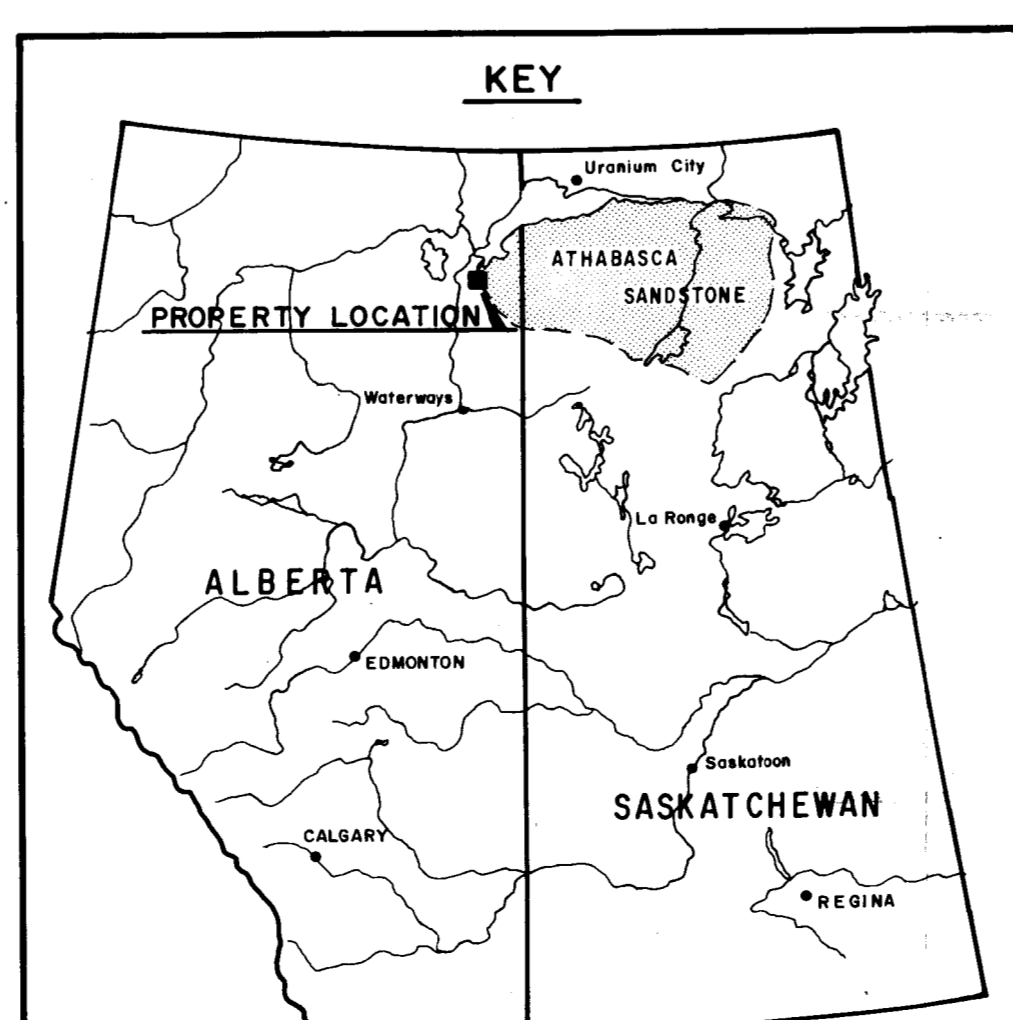 KEY
Uranium City
ATHABASCA
SANDSTONE
PROPERTY LOCATION
Waterways
La Ronge
ALBERTA
EDMONTON
Saskatoon
SASKATCHEWAN
CALGARY
REGINA